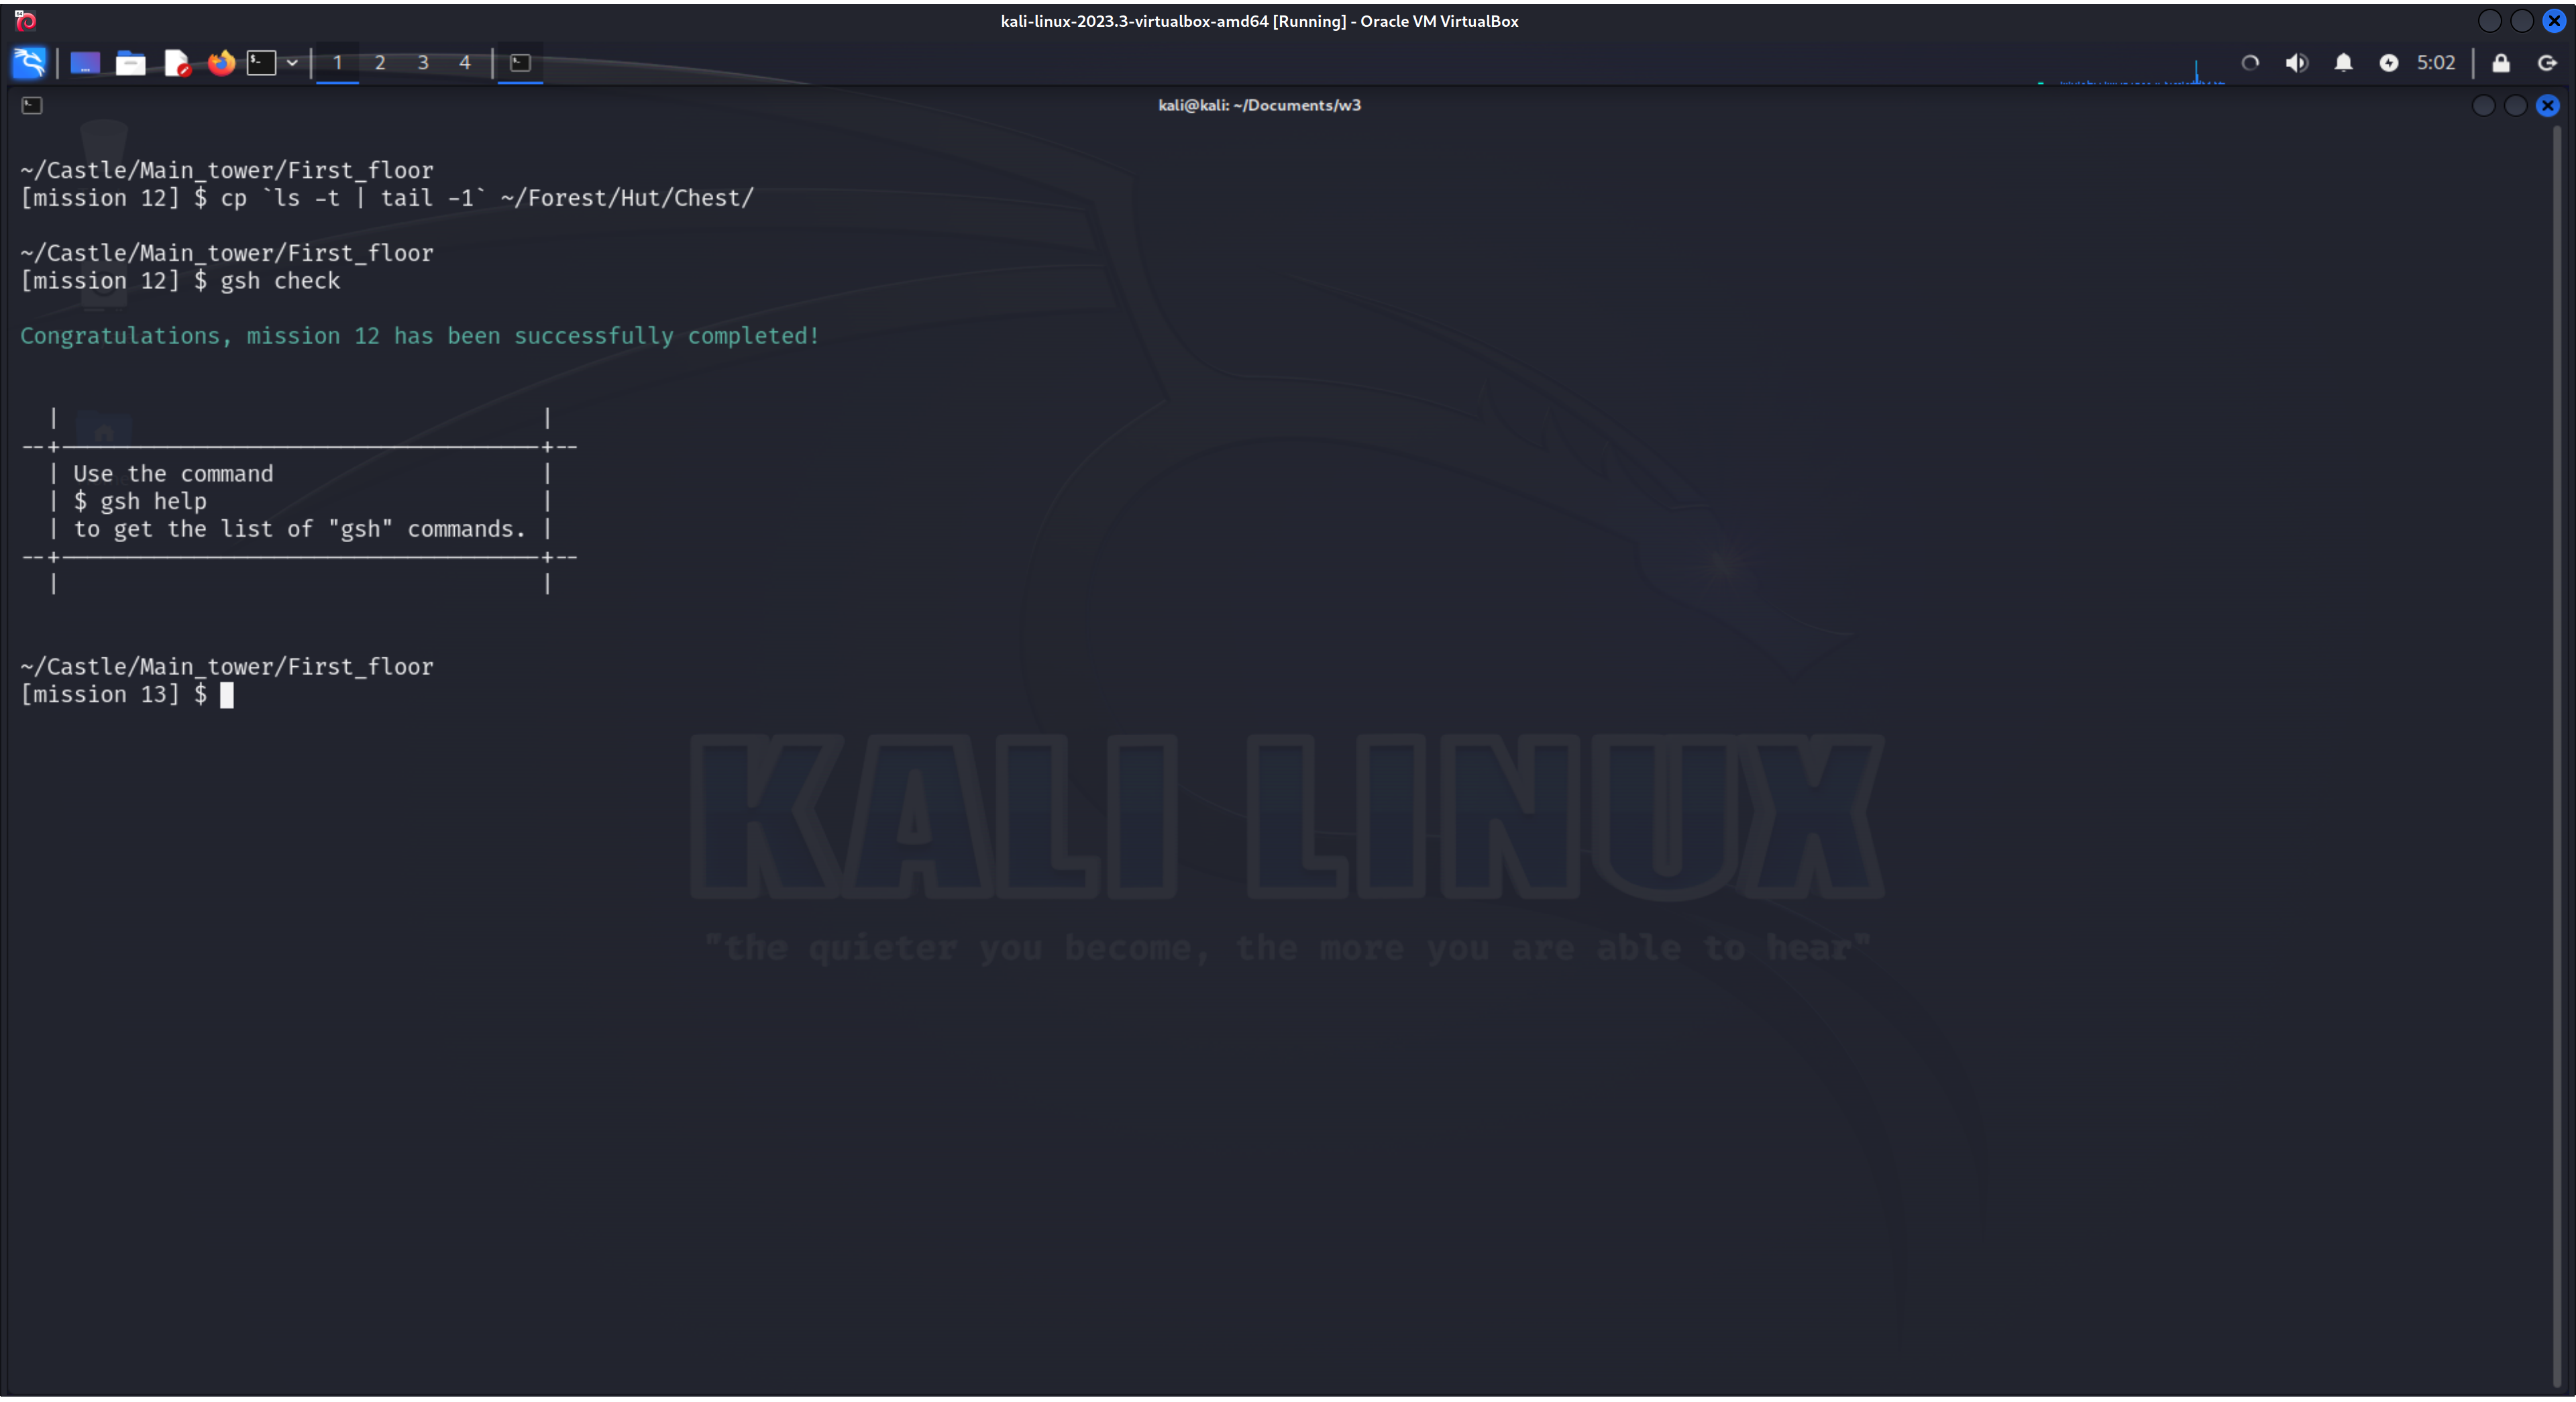 kali-linux-2023.3-virtualbox-amd64 [Running] - Oracle VM VirtualBox
1 2 3 4 5:02
kali@kali: ~/Documents/w3
~/Castle/Main_tower/First_floor
[mission 12] $ cp `ls -t | tail -1` ~/Forest/Hut/Chest/
~/Castle/Main_tower/First_floor
[mission 12] $ gsh check
Congratulations, mission 12 has been successfully completed!
Use the command
$ gsh help
to get the list of "gsh" commands.
~/Castle/Main_tower/First_floor
[mission 13] $
KALI LINUX
"the quieter you become, the more you are able to hear"